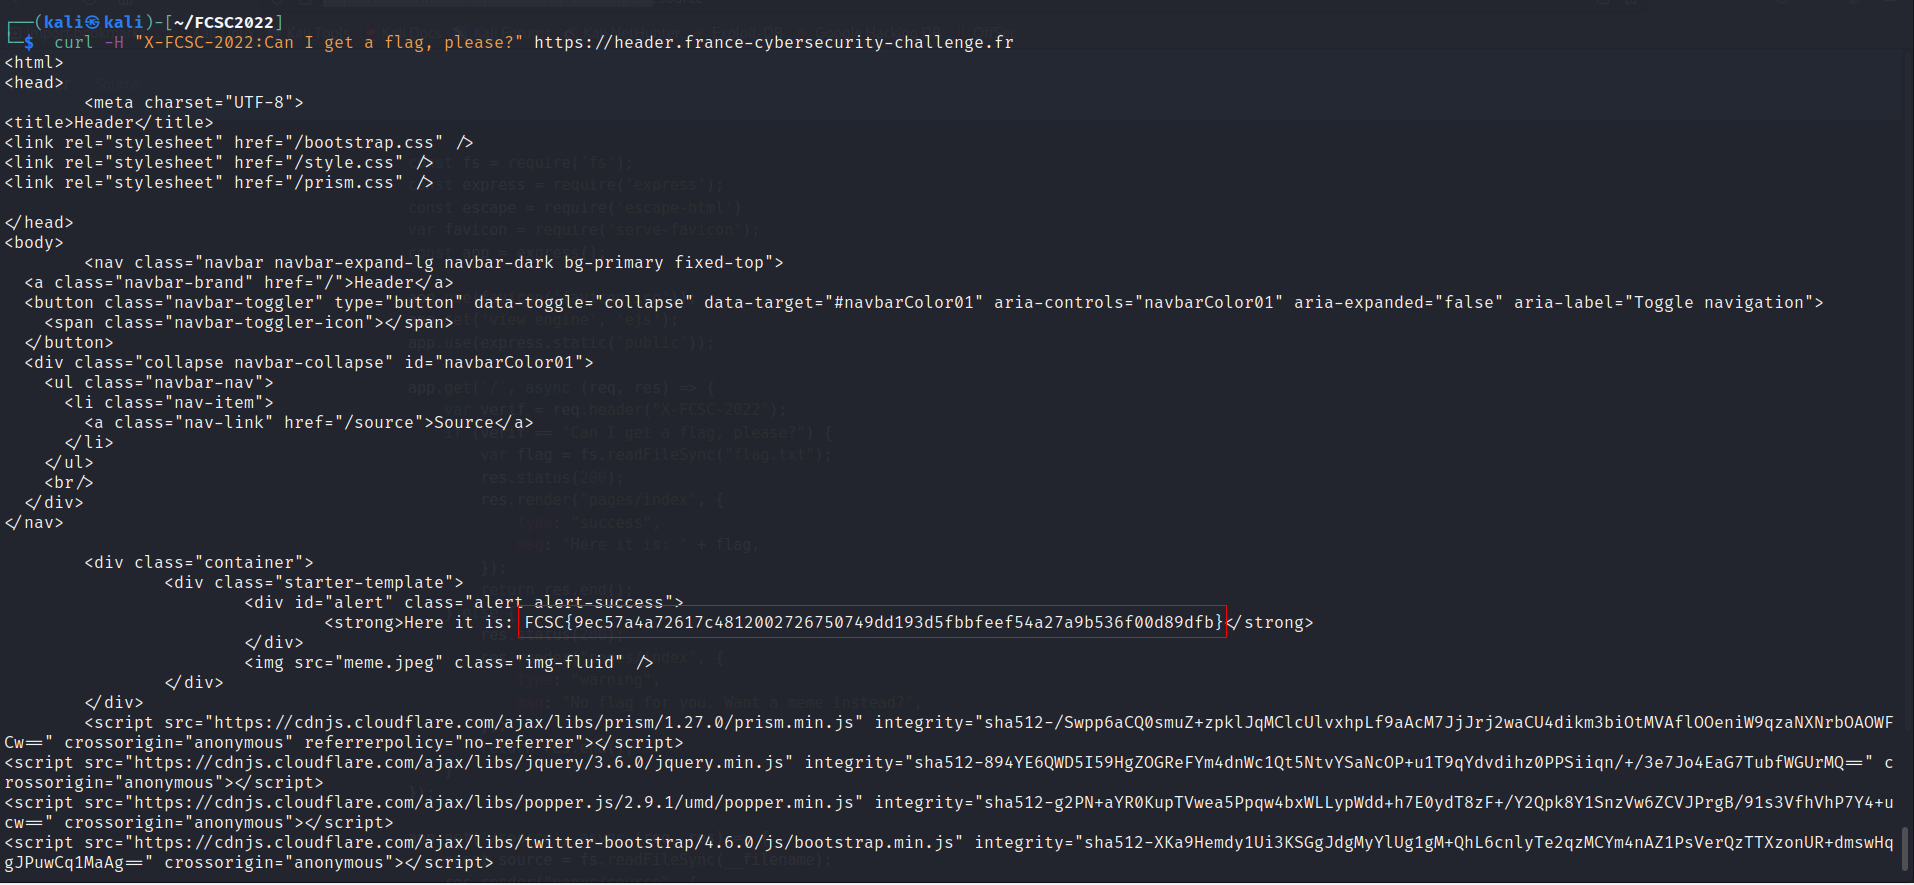 ┌──(kali㉿kali)-[~/FCSC2022]
└─$ curl -H "X-FCSC-2022:Can I get a flag, please?" https://header.france-cybersecurity-challenge.fr
<html>
<head>
<meta charset="UTF-8">
<title>Header</title>
<link rel="stylesheet" href="/bootstrap.css" />
<link rel="stylesheet" href="/style.css" />
<link rel="stylesheet" href="/prism.css" />
</head>
<body>
<nav class="navbar navbar-expand-lg navbar-dark bg-primary fixed-top">
<a class="navbar-brand" href="/">Header</a>
<button class="navbar-toggler" type="button" data-toggle="collapse" data-target="#navbarColor01" aria-controls="navbarColor01" aria-expanded="false" aria-label="Toggle navigation">
<span class="navbar-toggler-icon"></span>
</button>
<div class="collapse navbar-collapse" id="navbarColor01">
<ul class="navbar-nav">
<li class="nav-item">
<a class="nav-link" href="/source">Source</a>
</li>
</ul>
<br/>
</div>
</nav>
<div class="container">
<div class="starter-template">
<div id="alert" class="alert alert-success">
<strong>Here it is: FCSC{9ec57a4a72617c4812002726750749dd193d5fbbfeef54a27a9b536f00d89dfb}</strong>
</div>
<img src="meme.jpeg" class="img-fluid" />
</div>
</div>
<script src="https://cdnjs.cloudflare.com/ajax/libs/prism/1.27.0/prism.min.js" integrity="sha512-/Swpp6aCQ0smuZ+zpklJqMClcUlvxhpLf9aAcM7JjJrj2waCU4dikm3biOtMVAflOOeniW9qzaNXNrbOAOWF
Cw==" crossorigin="anonymous" referrerpolicy="no-referrer"></script>
<script src="https://cdnjs.cloudflare.com/ajax/libs/jquery/3.6.0/jquery.min.js" integrity="sha512-894YE6QWD5I59HgZOGReFYm4dnWc1Qt5NtvYSaNcOP+u1T9qYdvdihz0PPSiiqn/+/3e7Jo4EaG7TubfWGUrMQ==" c
rossorigin="anonymous"></script>
<script src="https://cdnjs.cloudflare.com/ajax/libs/popper.js/2.9.1/umd/popper.min.js" integrity="sha512-g2PN+aYR0KupTVwea5Ppqw4bxWLLypWdd+h7E0ydT8zF+/Y2Qpk8Y1SnzVw6ZCVJPrgB/91s3VfhVhP7Y4+u
cw==" crossorigin="anonymous"></script>
<script src="https://cdnjs.cloudflare.com/ajax/libs/twitter-bootstrap/4.6.0/js/bootstrap.min.js" integrity="sha512-XKa9Hemdy1Ui3KSGgJdgMyYlUg1gM+QhL6cnlyTe2qzMCYm4nAZ1PsVerQzTTXzonUR+dmswHq
gJPuwCq1MaAg==" crossorigin="anonymous"></script>